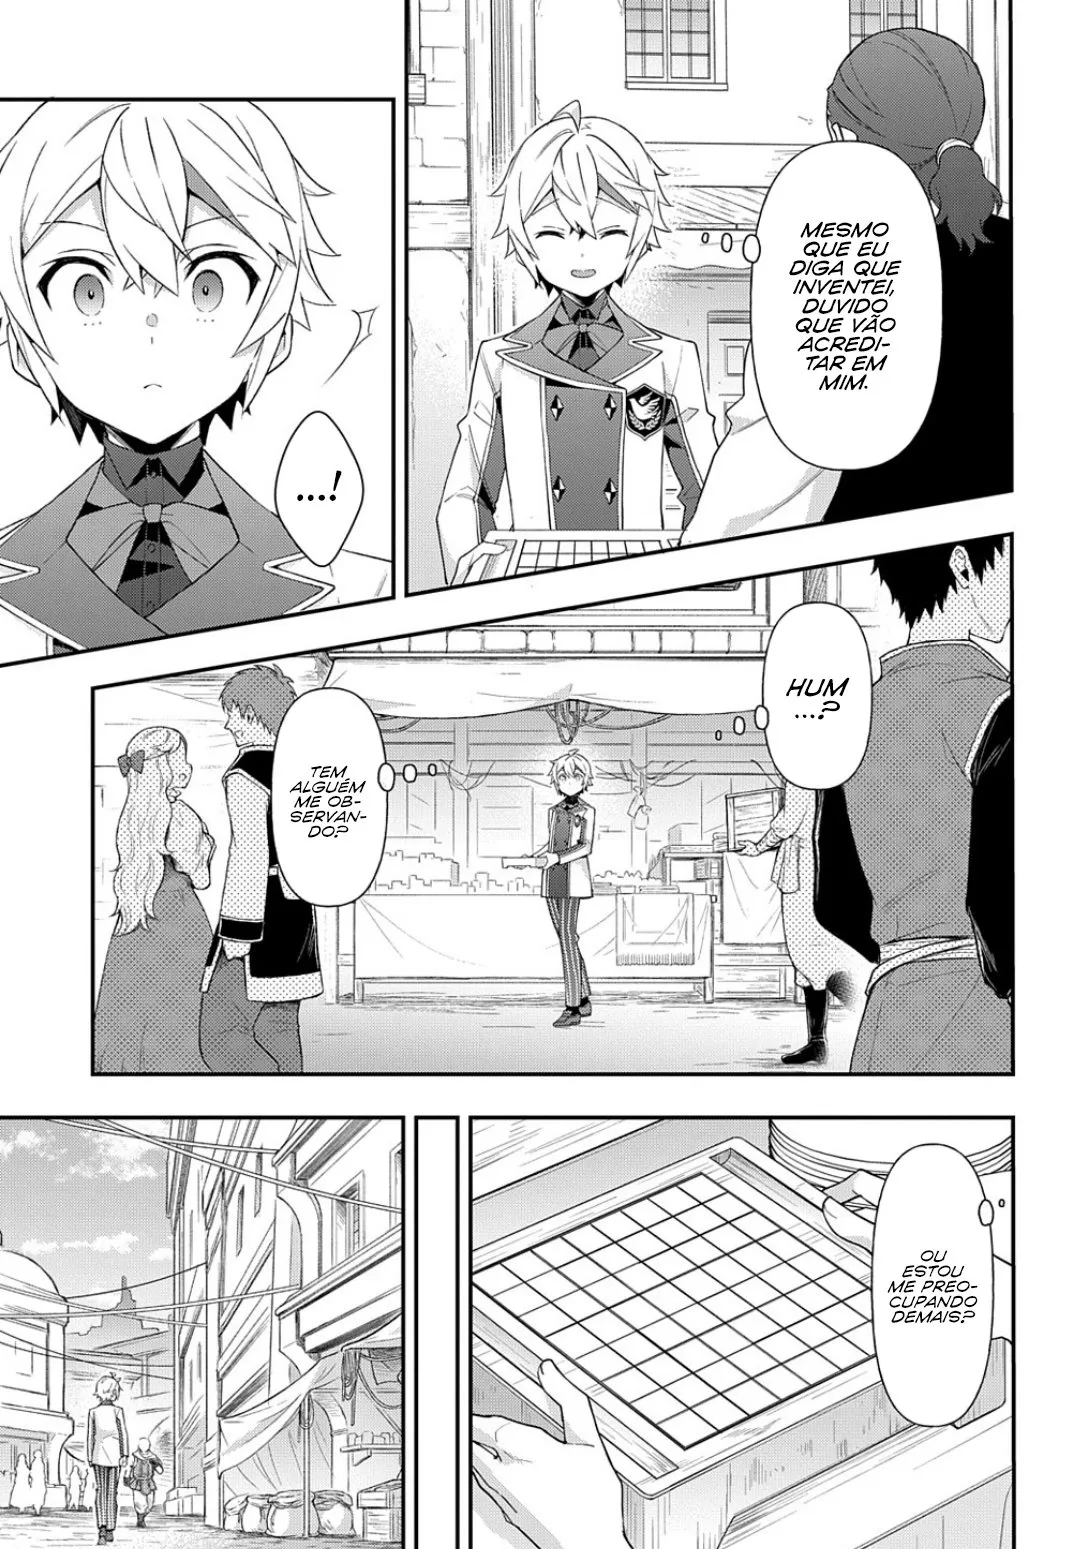 MESMO
QUE EU
DIGA QUE
INVENTEI,
DUVIDO
QUE VÃO
ACREDI-
TAR EM
MIM.
....!
HUM
...?
TEM
ALGUÉM
ME OB-
SERVAN-
DO?
OU
ESTOU
ME PREO-
CUPANDO
DEMAIS?